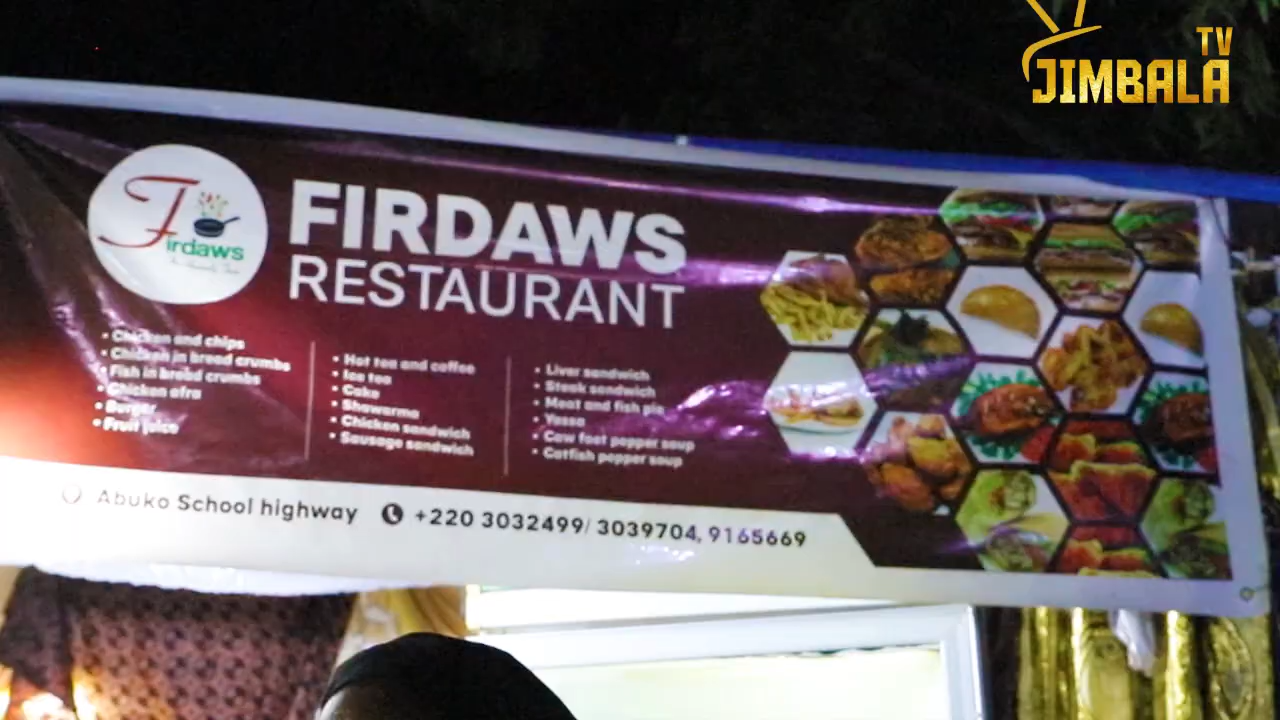 TV
JIMBALA
Firdaws
FIRDAWS
RESTAURANT
• Chicken and chips
• Chicken in bread crumbs
• Fish in bread crumbs
• Chicken afra
• Burger
• Fruit juice
• Hot tea and coffee
• Ice tea
• Cake
• Shawarma
• Chicken sandwich
• Sausage sandwich
• Liver sandwich
• Steak sandwich
• Meat and fish pie
• Yassa
• Cow foot pepper soup
• Catfish pepper soup
Abuko School highway
+220 3032499/ 3039704, 9165669